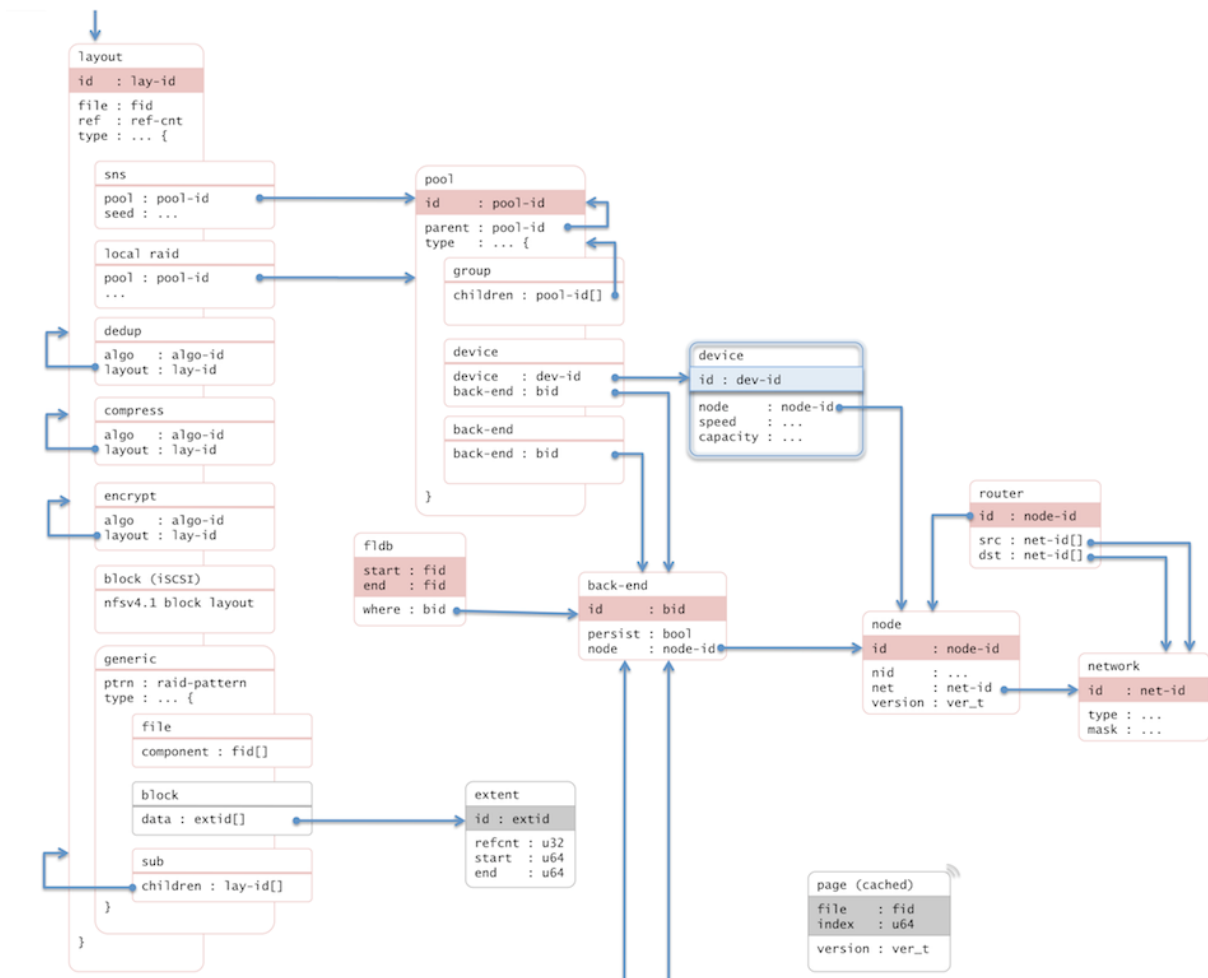 layout
id : lay-id
file : fid
ref : ref-cnt
type : ... {
sns
pool : pool-id
seed : ...
local raid
pool : pool-id
...
dedup
algo : algo-id
layout : lay-id
compress
algo : algo-id
layout : lay-id
encrypt
algo : algo-id
layout : lay-id
block (iSCSI)
nfsv4.1 block layout
generic
ptrn : raid-pattern
type : ... {
file
component : fid[]
block
data : extid[]
sub
children : lay-id[]
}
}
pool
id : pool-id
parent : pool-id
type : ... {
group
children : pool-id[]
device
device : dev-id
back-end : bid
back-end
back-end : bid
}
device
id : dev-id
node : node-id
speed : ...
capacity : ...
fldb
start : fid
end : fid
where : bid
back-end
id : bid
persist : bool
node : node-id
router
id : node-id
src : net-id[]
dst : net-id[]
node
id : node-id
nid : ...
net : net-id
version : ver_t
network
id : net-id
type : ...
mask : ...
extent
id : extid
refcnt : u32
start : u64
end : u64
page (cached)
file : fid
index : u64
version : ver_t